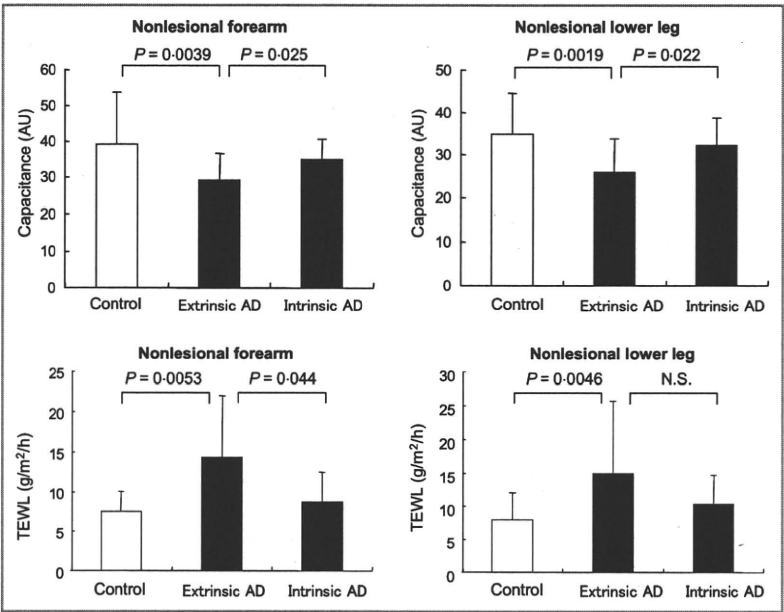 Nonlesional forearm
P = 0·0039 P = 0·025
60
50
40
30
20
10
0
Capacitance (AU)
Control Extrinsic AD Intrinsic AD
Nonlesional lower leg
P = 0·0019 P = 0·022
50
40
30
20
10
0
Capacitance (AU)
Control Extrinsic AD Intrinsic AD
Nonlesional forearm
P = 0·0053 P = 0·044
25
20
15
10
5
0
TEWL (g/m²/h)
Control Extrinsic AD Intrinsic AD
Nonlesional lower leg
P = 0·0046 N.S.
30
25
20
15
10
5
0
TEWL (g/m²/h)
Control Extrinsic AD Intrinsic AD